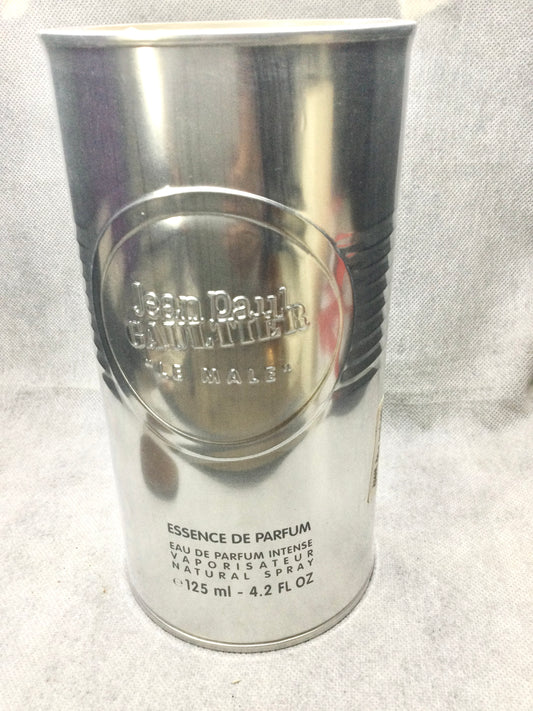 Jean Paul
GAULTIER
"LE MALE"
ESSENCE DE PARFUM
EAU DE PARFUM INTENSE
VAPORISATEUR
NATURAL SPRAY
℮125 ml - 4.2 FL OZ